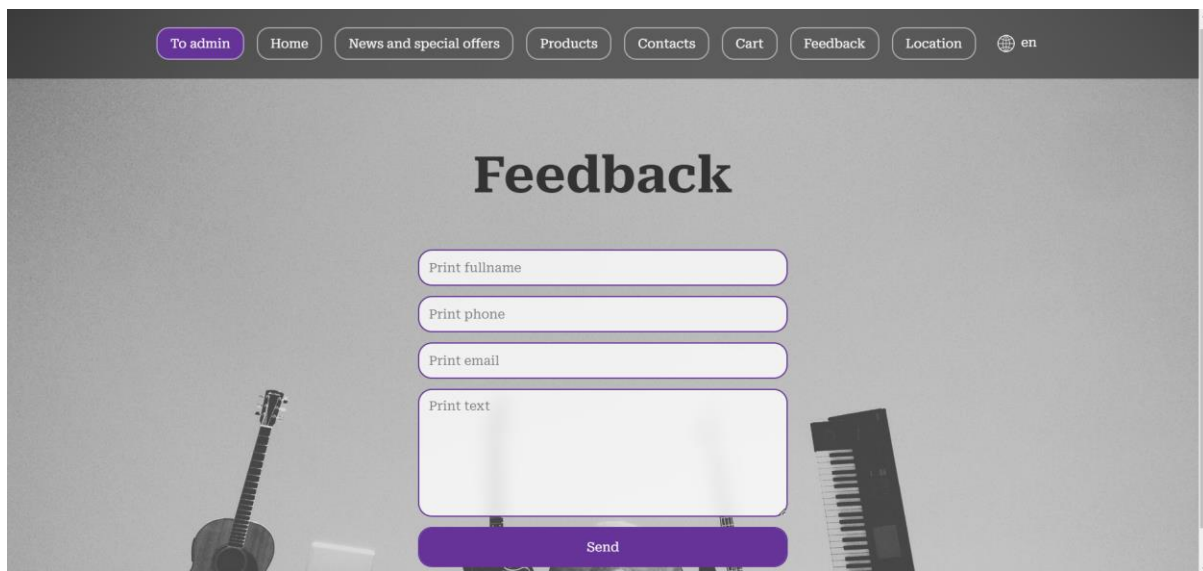 To admin Home News and special offers Products Contacts Cart Feedback Location en
Feedback
Print fullname
Print phone
Print email
Print text
Send